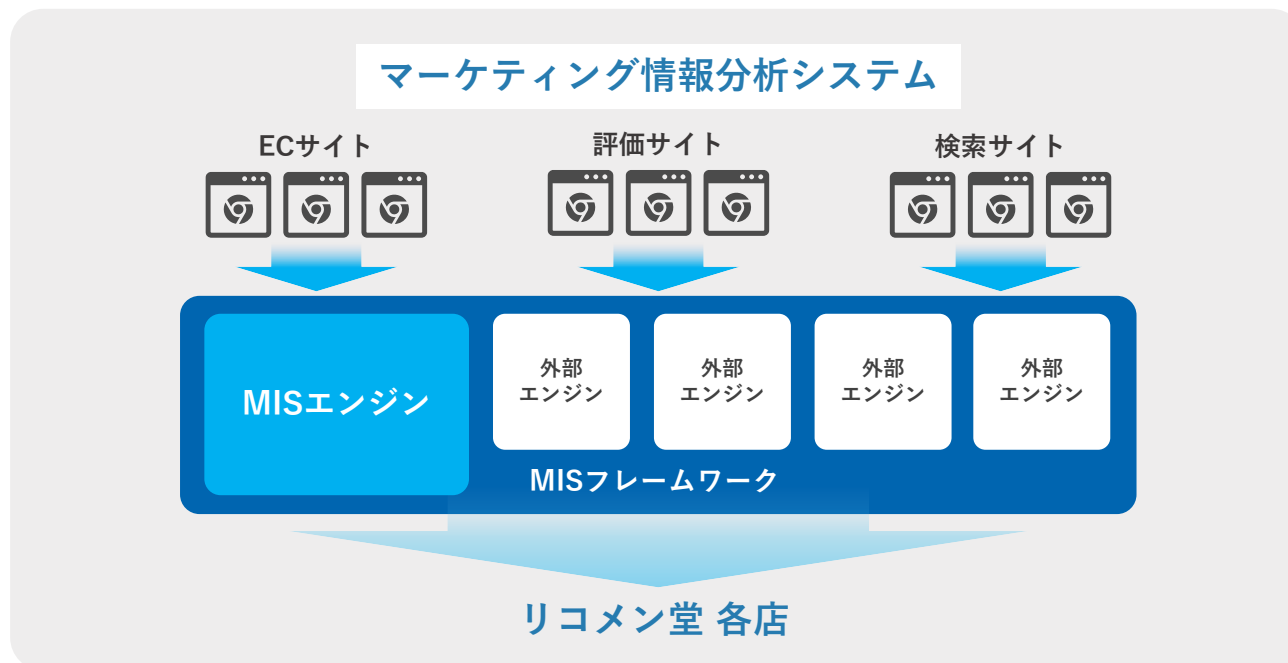 マーケティング情報分析システム
ECサイト
評価サイト
検索サイト
MISエンジン
外部
エンジン
外部
エンジン
外部
エンジン
外部
エンジン
MISフレームワーク
リコメン堂 各店